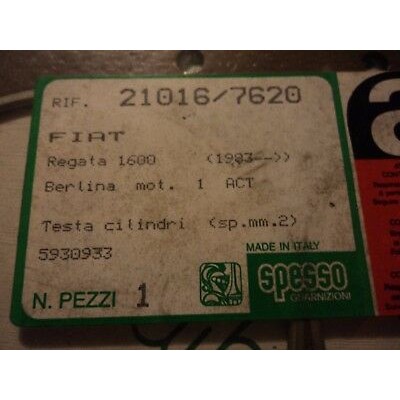 RIF. 21016/7620
FIAT
Regata 1600 (1983-->)
Berlina mot. 1 ACT
Testa cilindri (sp.mm.2)
5930933
MADE IN ITALY
spesso
GUARNIZIONI
N. PEZZI 1
a